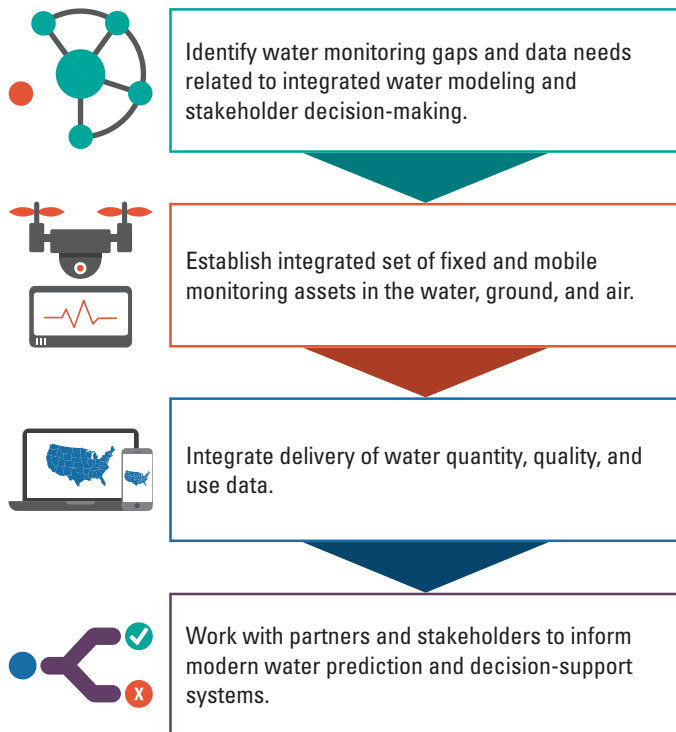 Identify water monitoring gaps and data needs
related to integrated water modeling and
stakeholder decision-making.
Establish integrated set of fixed and mobile
monitoring assets in the water, ground, and air.
Integrate delivery of water quantity, quality, and
use data.
Work with partners and stakeholders to inform
modern water prediction and decision-support
systems.
X